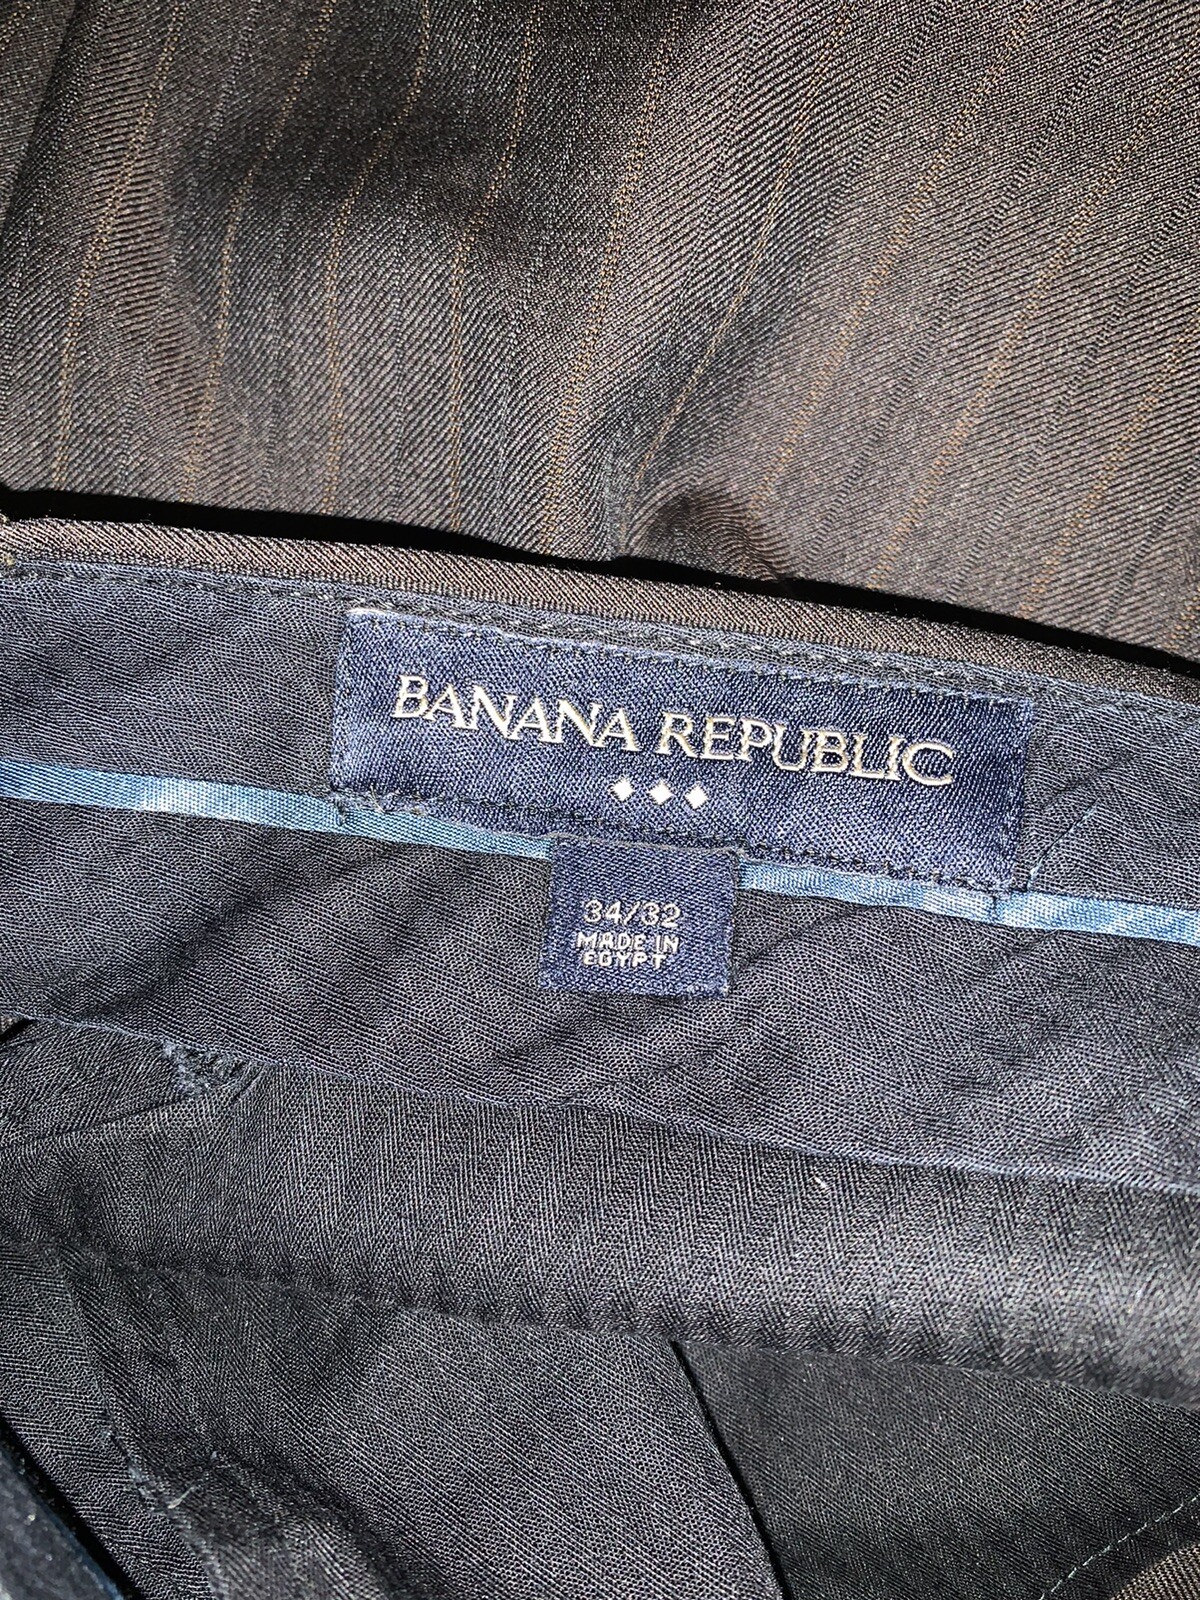 BANANA REPUBLIC
34/32
MADE IN
EGYPT